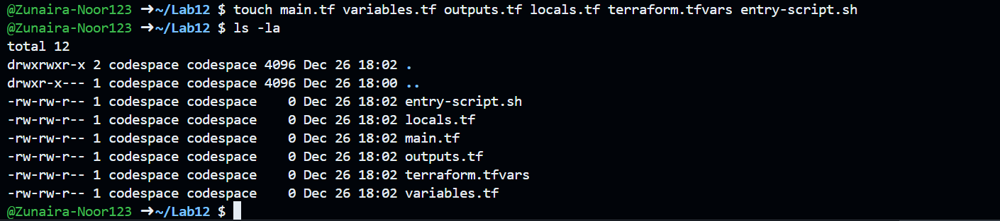 @Zunaira-Noor123 ➜~/Lab12 $ touch main.tf variables.tf outputs.tf locals.tf terraform.tfvars entry-script.sh
@Zunaira-Noor123 ➜~/Lab12 $ ls -la
total 12
drwxrwxr-x 2 codespace codespace 4096 Dec 26 18:02 .
drwxr-x--- 1 codespace codespace 4096 Dec 26 18:00 ..
-rw-rw-r-- 1 codespace codespace    0 Dec 26 18:02 entry-script.sh
-rw-rw-r-- 1 codespace codespace    0 Dec 26 18:02 locals.tf
-rw-rw-r-- 1 codespace codespace    0 Dec 26 18:02 main.tf
-rw-rw-r-- 1 codespace codespace    0 Dec 26 18:02 outputs.tf
-rw-rw-r-- 1 codespace codespace    0 Dec 26 18:02 terraform.tfvars
-rw-rw-r-- 1 codespace codespace    0 Dec 26 18:02 variables.tf
@Zunaira-Noor123 ➜~/Lab12 $